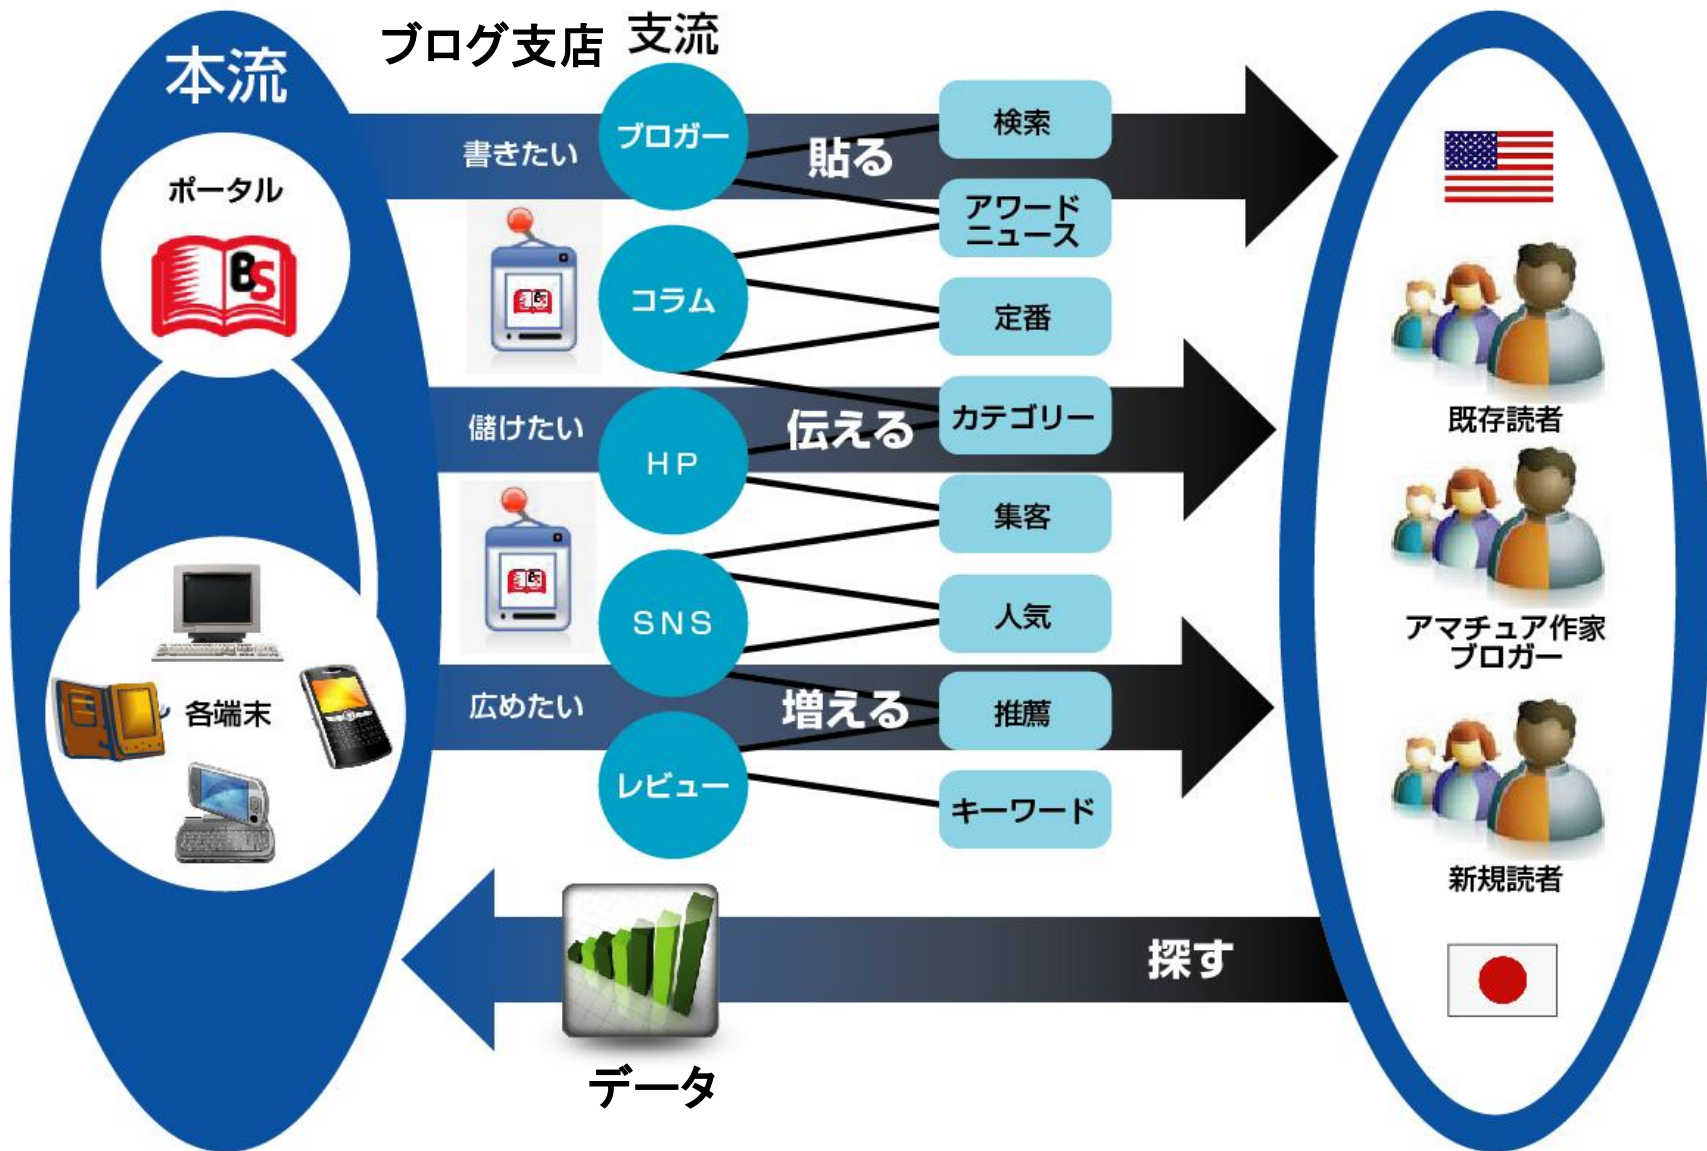 ブログ支店
支流
本流
ポータル
BS
各端末
書きたい
儲けたい
広めたい
ブロガー
コラム
HP
SNS
レビュー
貼る
伝える
増える
検索
アワード
ニュース
定番
カテゴリー
集客
人気
推薦
キーワード
既存読者
アマチュア作家
ブロガー
新規読者
探す
データ